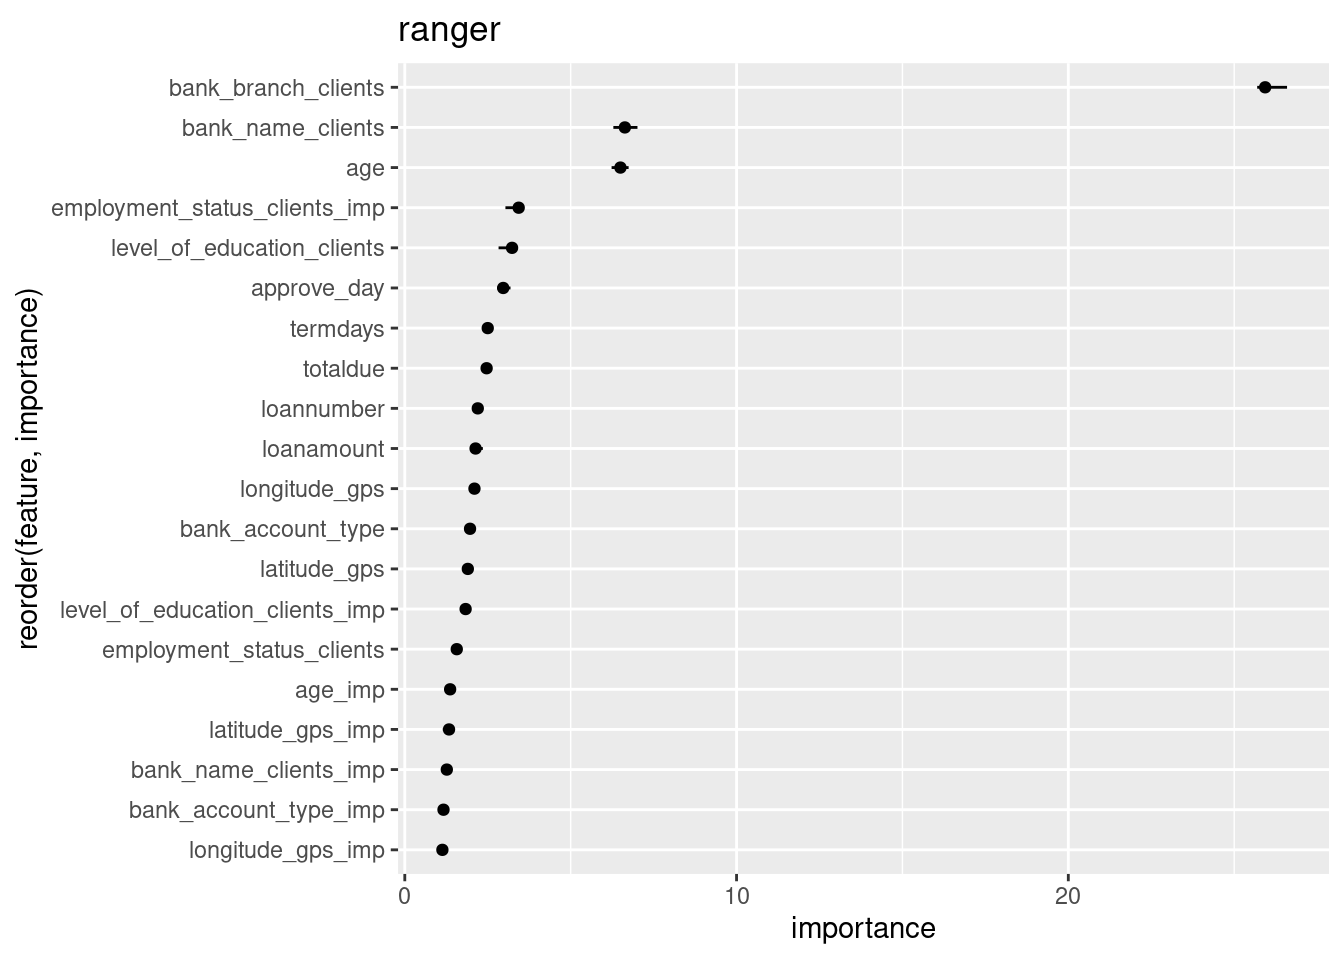 ranger
bank_branch_clients
bank_name_clients
age
employment_status_clients_imp
level_of_education_clients
approve_day
termdays
totaldue
loannumber
loanamount
longitude_gps
bank_account_type
latitude_gps
level_of_education_clients_imp
employment_status_clients
age_imp
latitude_gps_imp
bank_name_clients_imp
bank_account_type_imp
longitude_gps_imp
reorder(feature, importance)
0 10 20
importance